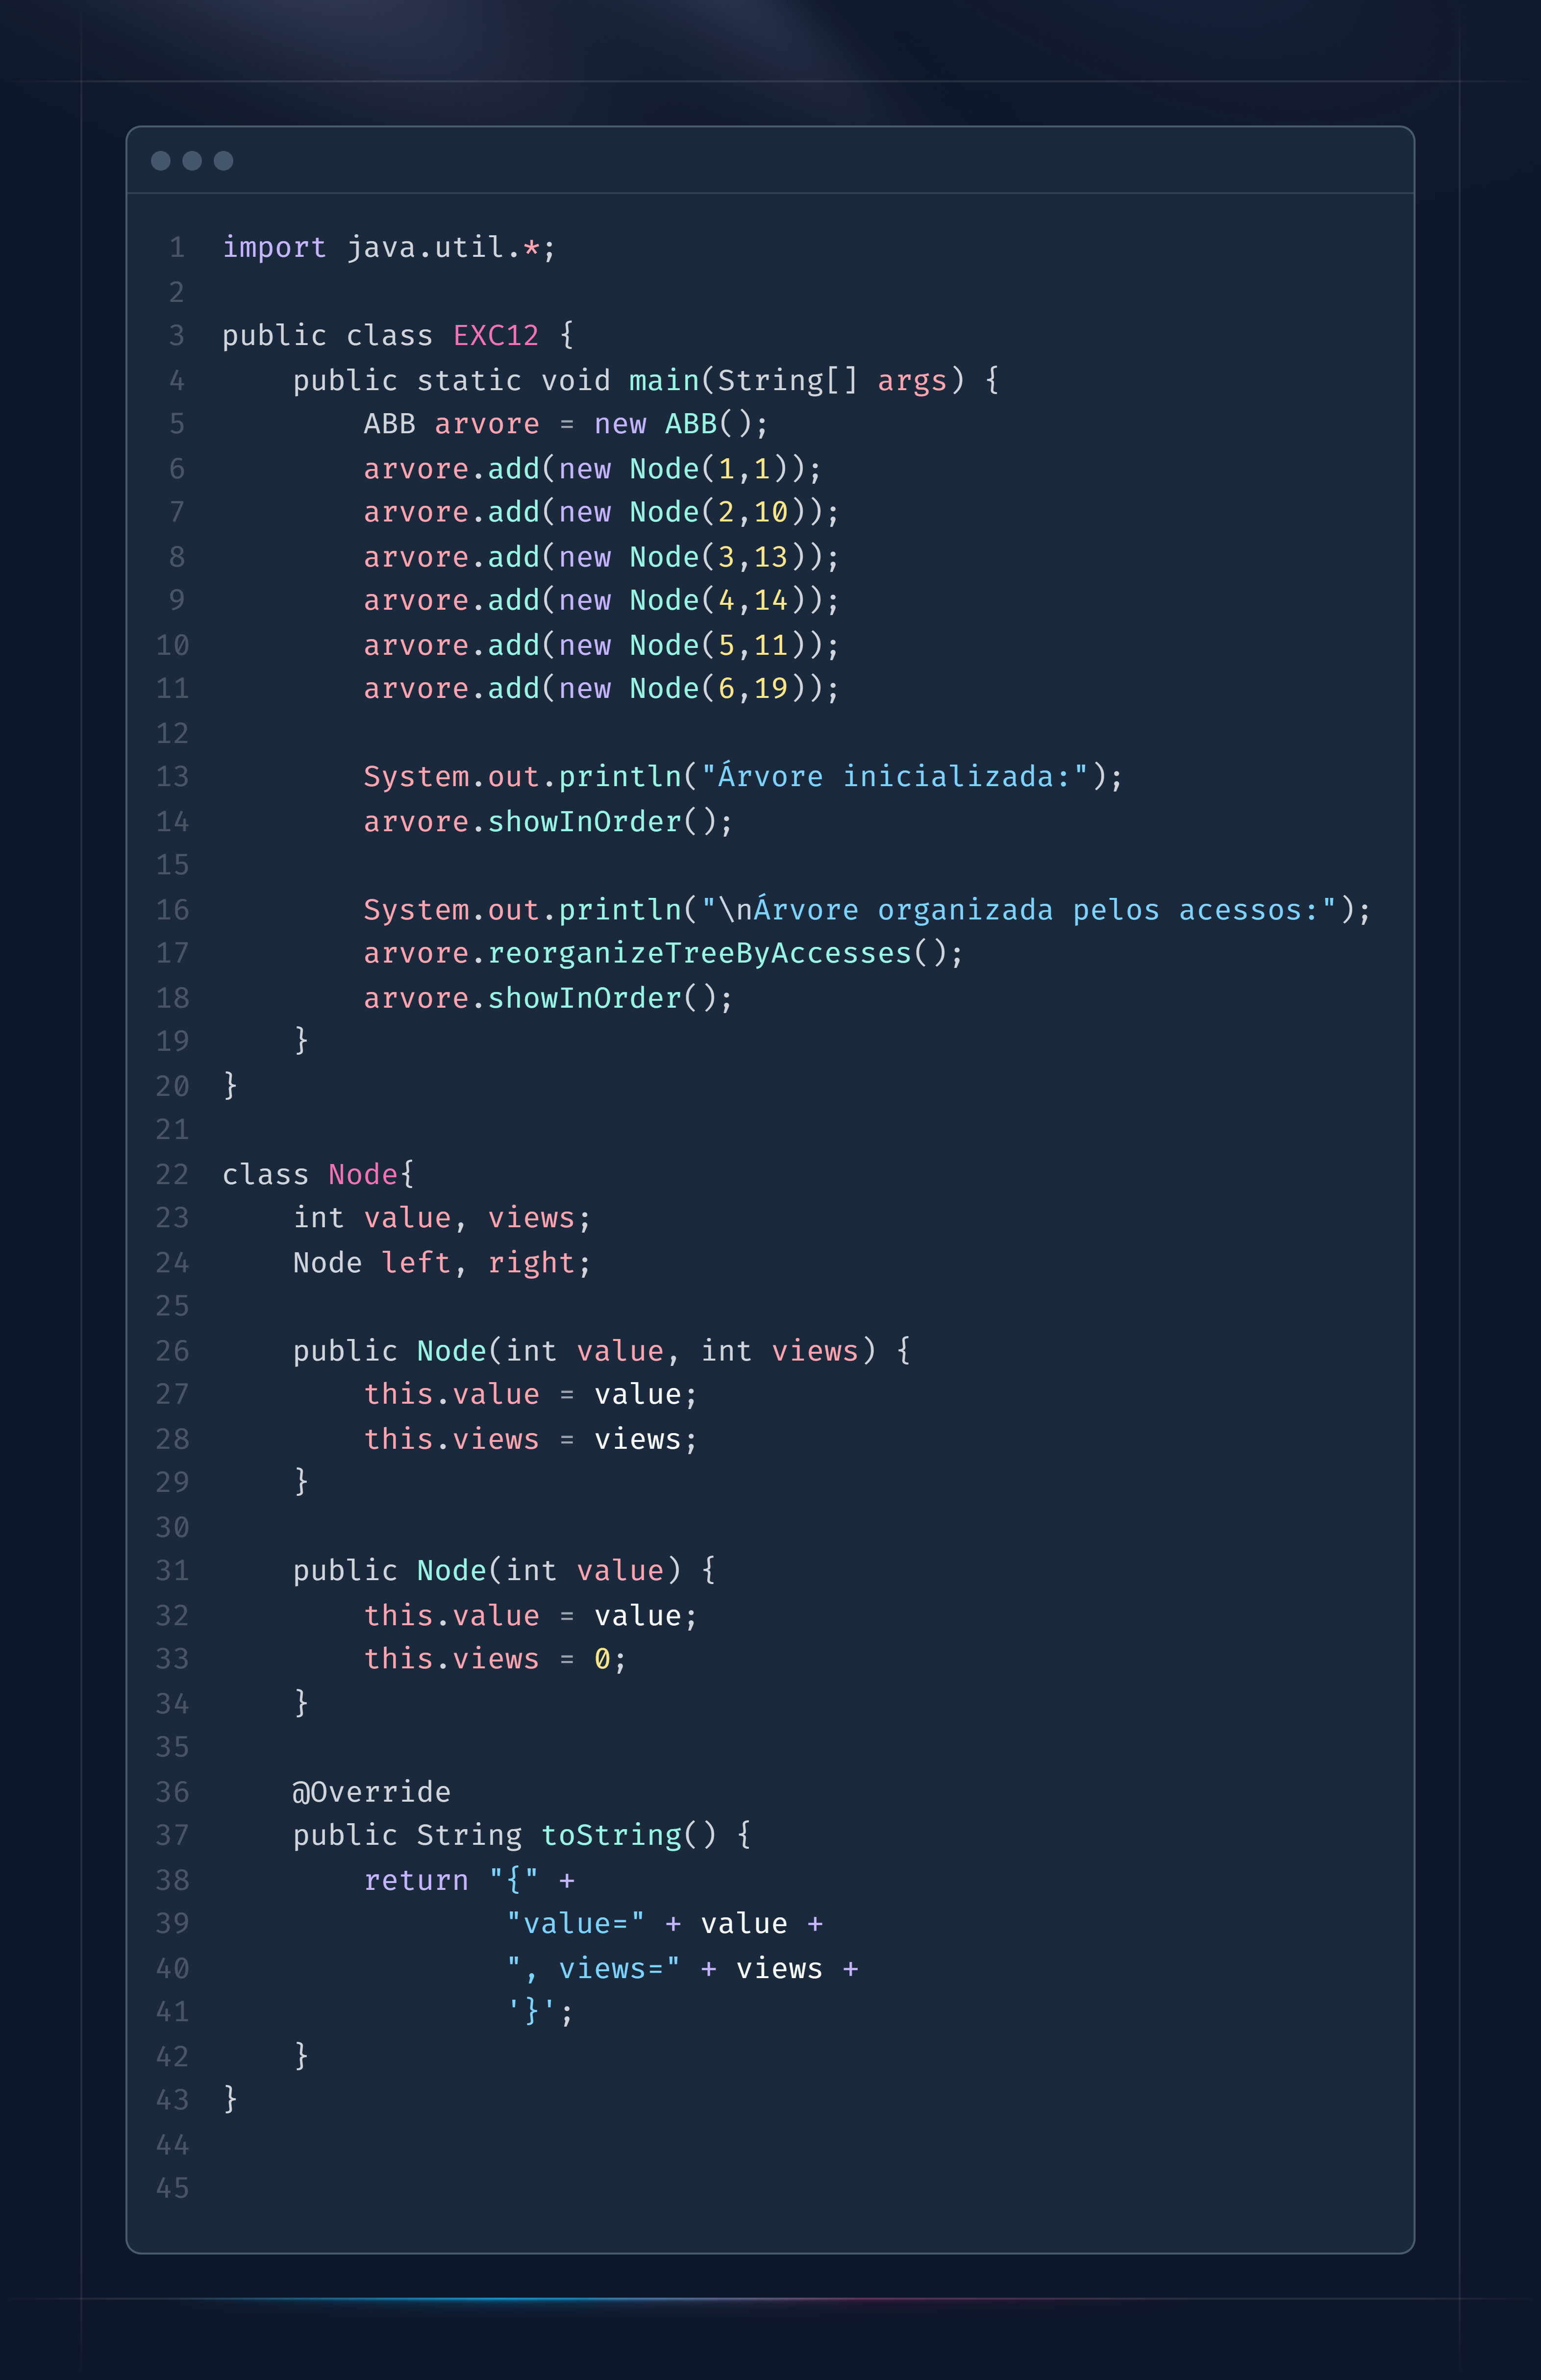 1 import java.util.*;
2
3 public class EXC12 {
4     public static void main(String[] args) {
5         ABB arvore = new ABB();
6         arvore.add(new Node(1,1));
7         arvore.add(new Node(2,10));
8         arvore.add(new Node(3,13));
9         arvore.add(new Node(4,14));
10         arvore.add(new Node(5,11));
11         arvore.add(new Node(6,19));
12
13         System.out.println("Árvore inicializada:");
14         arvore.showInOrder();
15
16         System.out.println("\nÁrvore organizada pelos acessos:");
17         arvore.reorganizeTreeByAccesses();
18         arvore.showInOrder();
19     }
20 }
21
22 class Node{
23     int value, views;
24     Node left, right;
25
26     public Node(int value, int views) {
27         this.value = value;
28         this.views = views;
29     }
30
31     public Node(int value) {
32         this.value = value;
33         this.views = 0;
34     }
35
36     @Override
37     public String toString() {
38         return "{" +
39                 "value=" + value +
40                 ", views=" + views +
41                 '}';
42     }
43 }
44
45